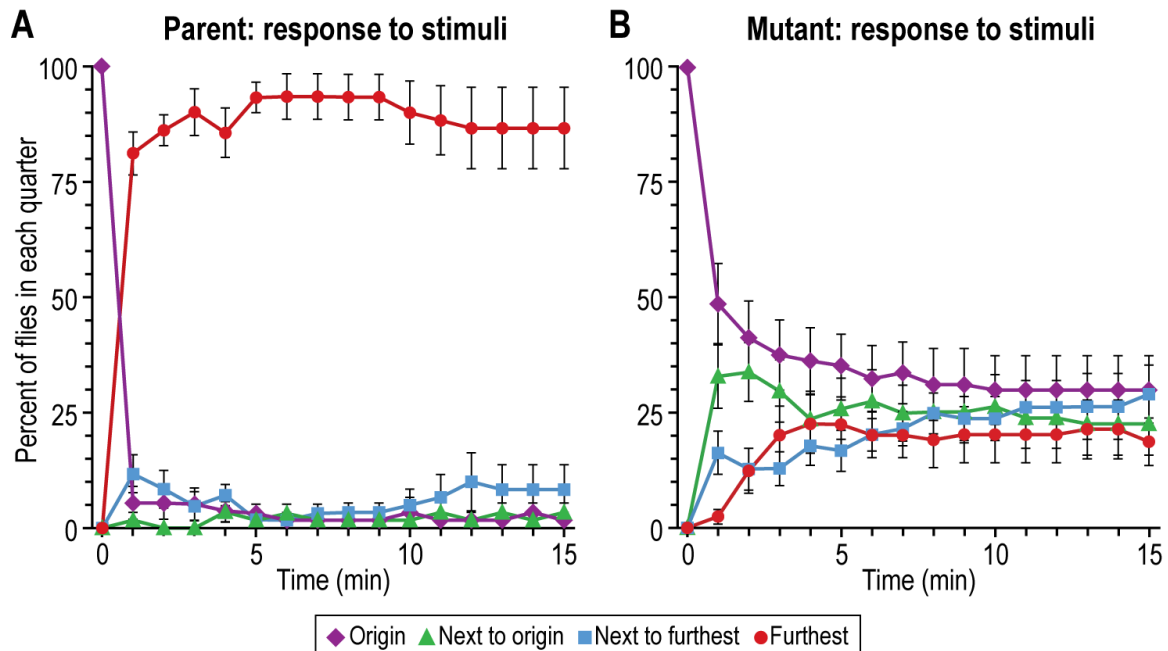 A
Parent: response to stimuli
Percent of flies in each quarter
100
75
50
25
0
0 5 10 15
Time (min)
B
Mutant: response to stimuli
100
75
50
25
0
0 5 10 15
Time (min)
Origin Next to origin Next to furthest Furthest